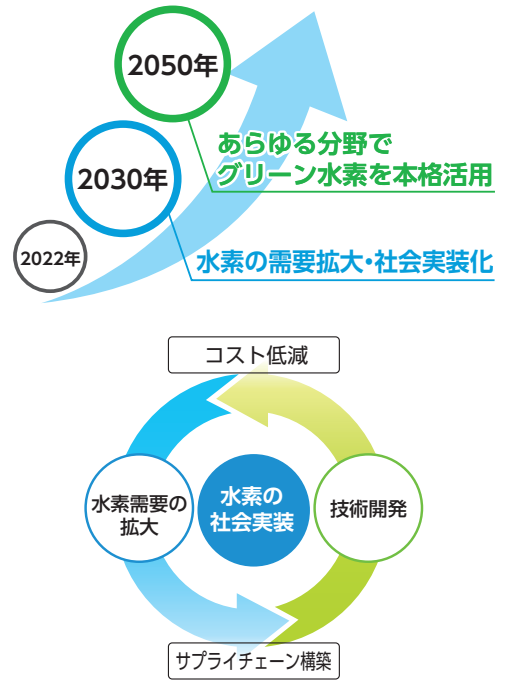 2050年
あらゆる分野で
グリーン水素を本格活用
2030年
2022年
水素の需要拡大・社会実装化
コスト低減
水素需要の
拡大
水素の
社会実装
技術開発
サプライチェーン構築